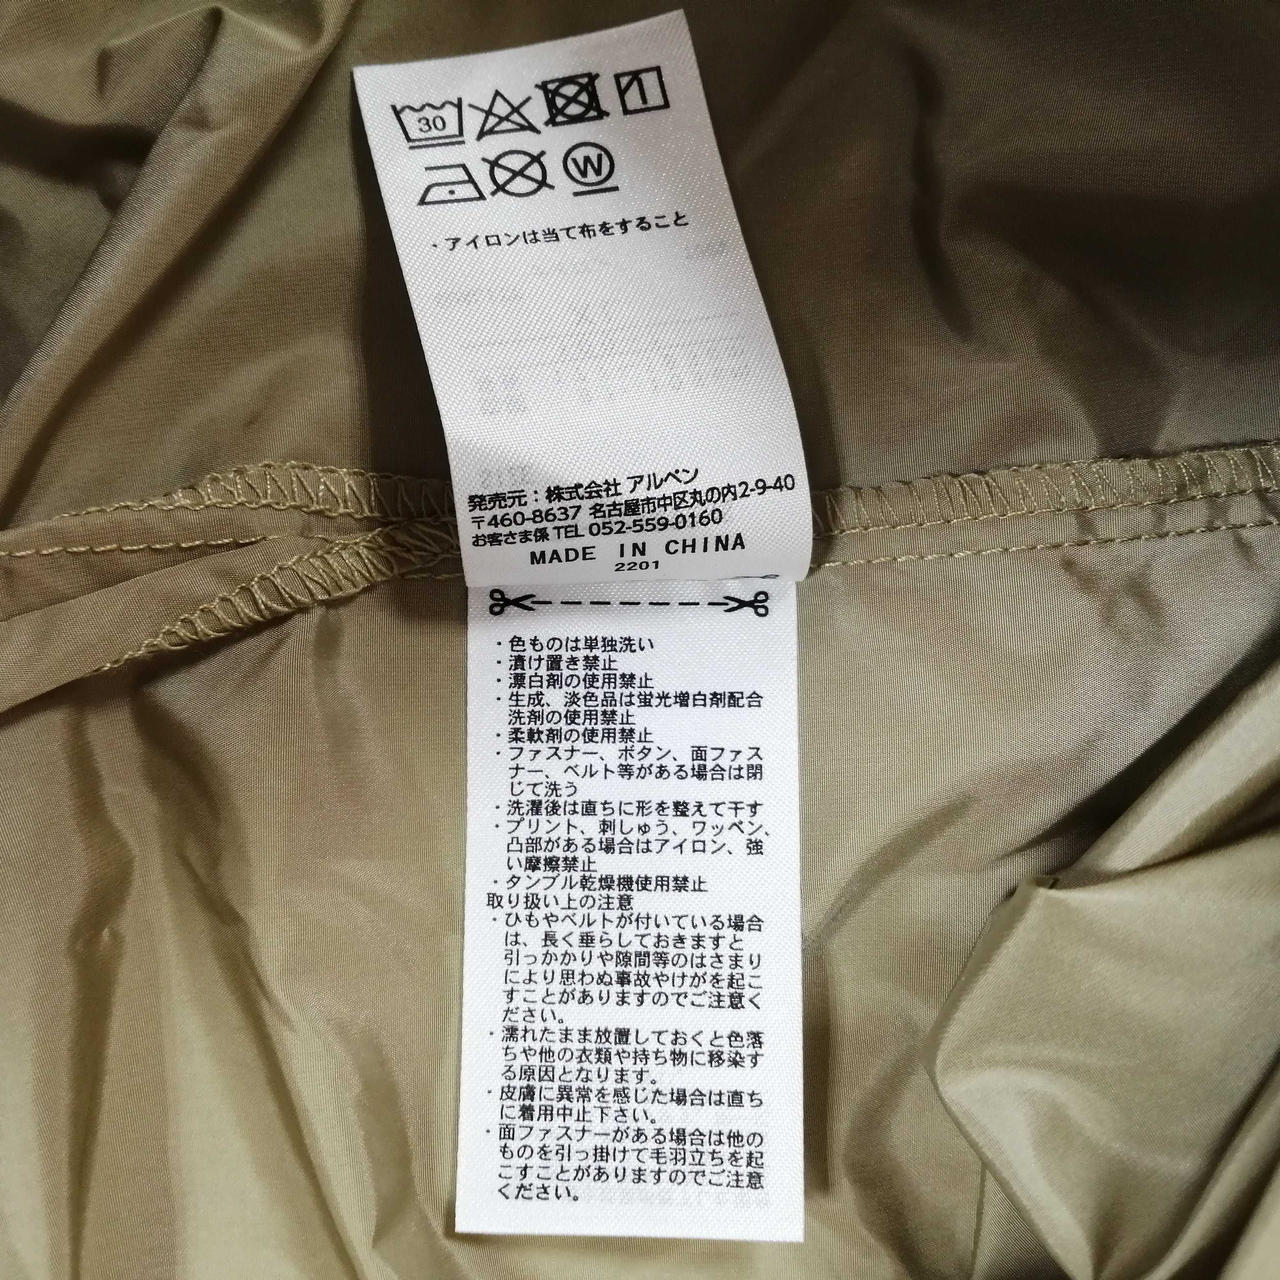 30
W
・アイロンは当て布をすること
発売元：株式会社 アルペン
〒460-8637 名古屋市中区丸の内2-9-40
お客さま係 TEL 052-559-0160
MADE IN CHINA
2201
・色ものは単独洗い
・漬け置き禁止
・漂白剤の使用禁止
・生成、淡色品は蛍光増白剤配合
洗剤の使用禁止
・柔軟剤の使用禁止
・ファスナー、ボタン、面ファス
ナー、ベルト等がある場合は閉
じて洗う
・洗濯後は直ちに形を整えて干す
・プリント、刺しゅう、ワッペン、
凸部がある場合はアイロン、強
い摩擦禁止
・タンブル乾燥機使用禁止
取り扱い上の注意
・ひもやベルトが付いている場合
は、長く垂らしておきますと
引っかかりや隙間等のはさまり
により思わぬ事故やけがを起こ
すことがありますのでご注意く
ださい。
・濡れたまま放置しておくと色落
ちや他の衣類や持ち物に移染す
る原因となります。
・皮膚に異常を感じた場合は直ち
に着用中止下さい。
・面ファスナーがある場合は他の
ものを引っ掛けて毛羽立ちを起
こすことがありますのでご注意
ください。